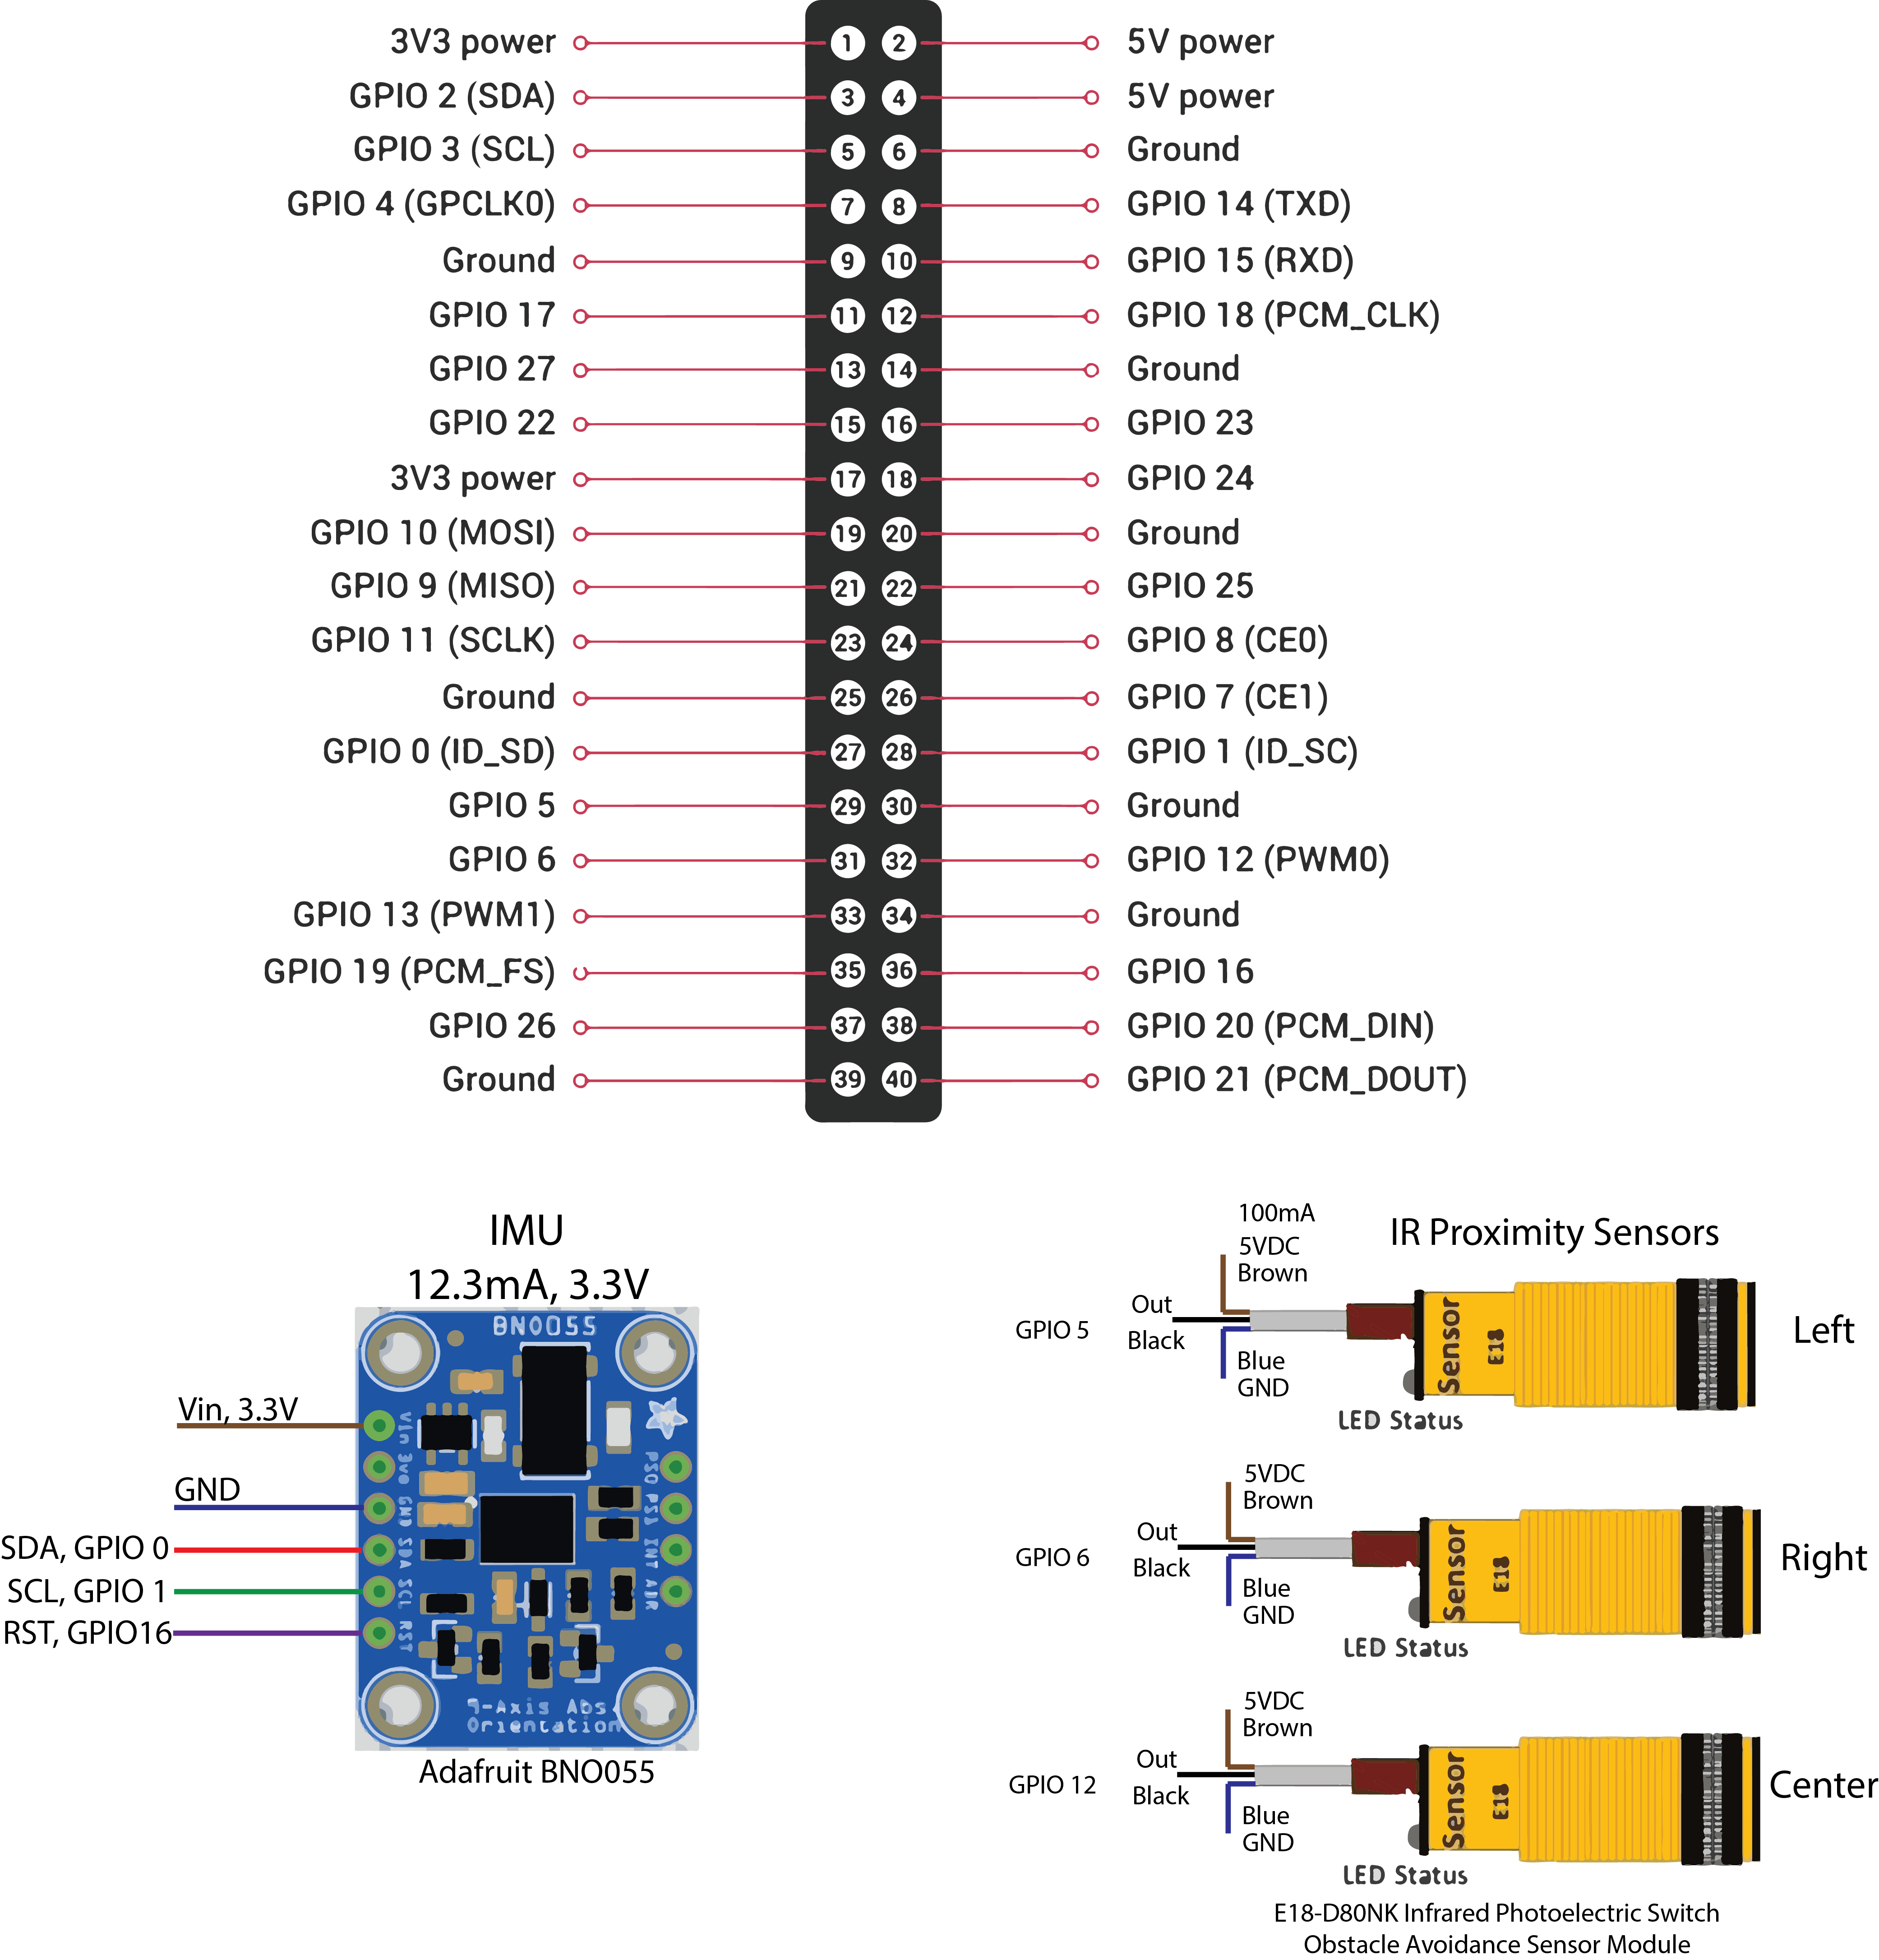 3V3 power 1 2 5V power
GPIO 2 (SDA) 3 4 5V power
GPIO 3 (SCL) 5 6 Ground
GPIO 4 (GPCLK0) 7 8 GPIO 14 (TXD)
Ground 9 10 GPIO 15 (RXD)
GPIO 17 11 12 GPIO 18 (PCM_CLK)
GPIO 27 13 14 Ground
GPIO 22 15 16 GPIO 23
3V3 power 17 18 GPIO 24
GPIO 10 (MOSI) 19 20 Ground
GPIO 9 (MISO) 21 22 GPIO 25
GPIO 11 (SCLK) 23 24 GPIO 8 (CE0)
Ground 25 26 GPIO 7 (CE1)
GPIO 0 (ID_SD) 27 28 GPIO 1 (ID_SC)
GPIO 5 29 30 Ground
GPIO 6 31 32 GPIO 12 (PWM0)
GPIO 13 (PWM1) 33 34 Ground
GPIO 19 (PCM_FS) 35 36 GPIO 16
GPIO 26 37 38 GPIO 20 (PCM_DIN)
Ground 39 40 GPIO 21 (PCM_DOUT)
IMU
12.3mA, 3.3V
BNO055
Vin, 3.3V
GND
SDA, GPIO 0
SCL, GPIO 1
RST, GPIO16
Vin
3vo
GND
SDA
SCL
RST
PS0
PS1
INT
ADR
9-Axis Abs
Orientation
Adafruit BNO055
IR Proximity Sensors
100mA
5VDC
Brown
Out
Black
GPIO 5
Blue
GND
Sensor
E18
LED Status
Left
5VDC
Brown
Out
Black
GPIO 6
Blue
GND
Sensor
E18
LED Status
Right
5VDC
Brown
Out
Black
GPIO 12
Blue
GND
Sensor
E18
LED Status
Center
E18-D80NK Infrared Photoelectric Switch
Obstacle Avoidance Sensor Module